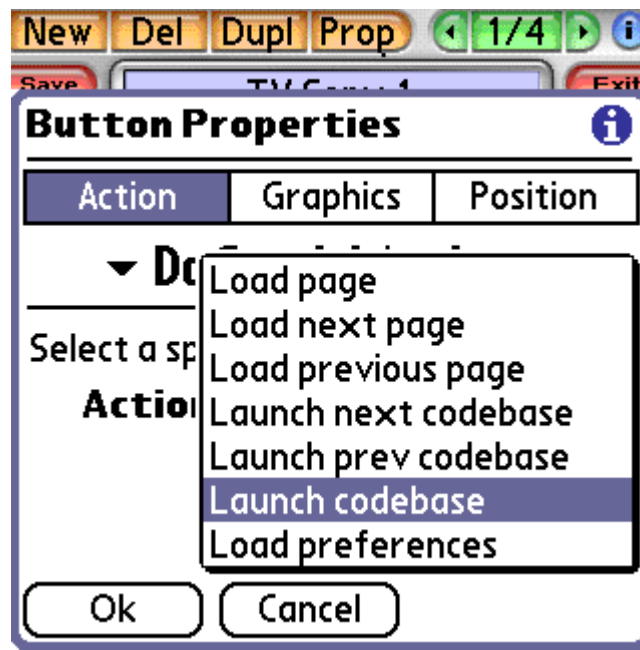 New Del Dupl Prop 1/4 i
Save Exit
Button Properties i
Action Graphics Position
Load page
Load next page
Select a sp
Load previous page
Action
Launch next codebase
Launch prev codebase
Launch codebase
Load preferences
Ok Cancel